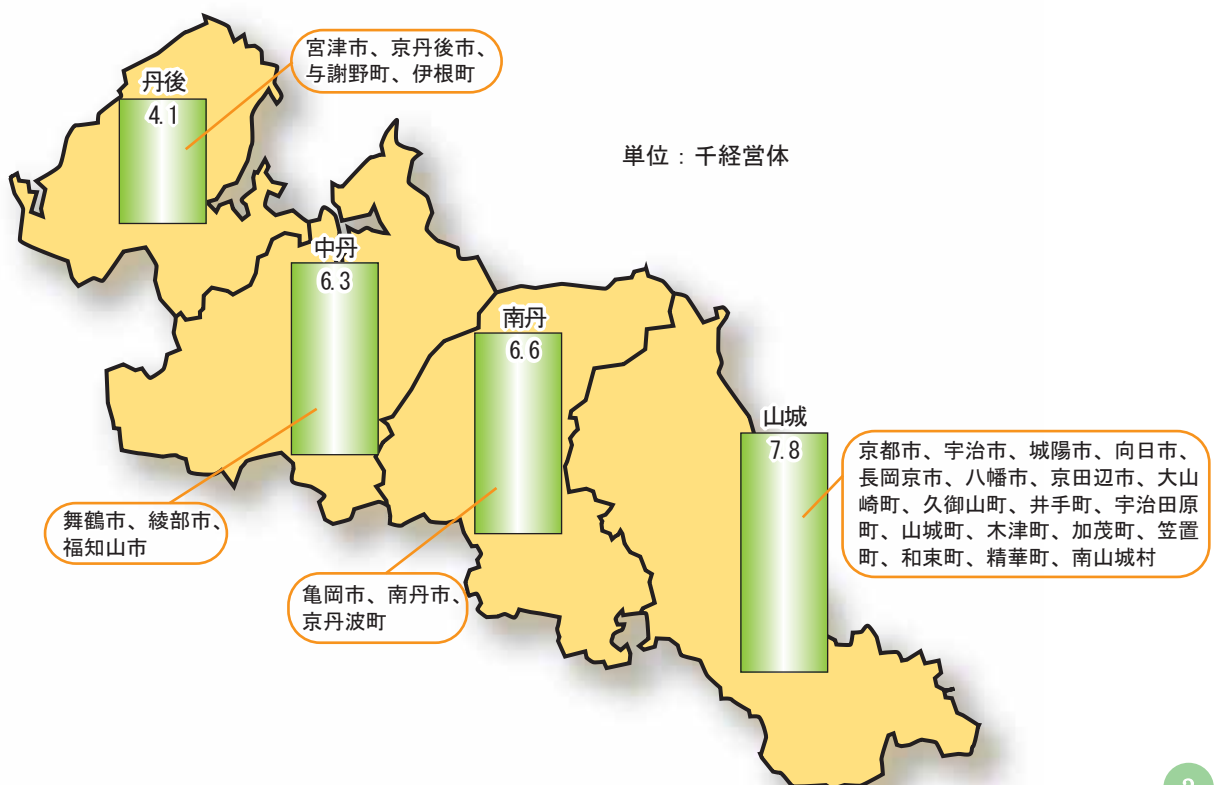 宮津市、京丹後市、
与謝野町、伊根町
丹後
4.1
単位：千経営体
中丹
6.3
南丹
6.6
山城
7.8
京都市、宇治市、城陽市、向日市、
長岡京市、八幡市、京田辺市、大山
崎町、久御山町、井手町、宇治田原
町、山城町、木津町、加茂町、笠置
町、和束町、精華町、南山城村
舞鶴市、綾部市、
福知山市
亀岡市、南丹市、
京丹波町